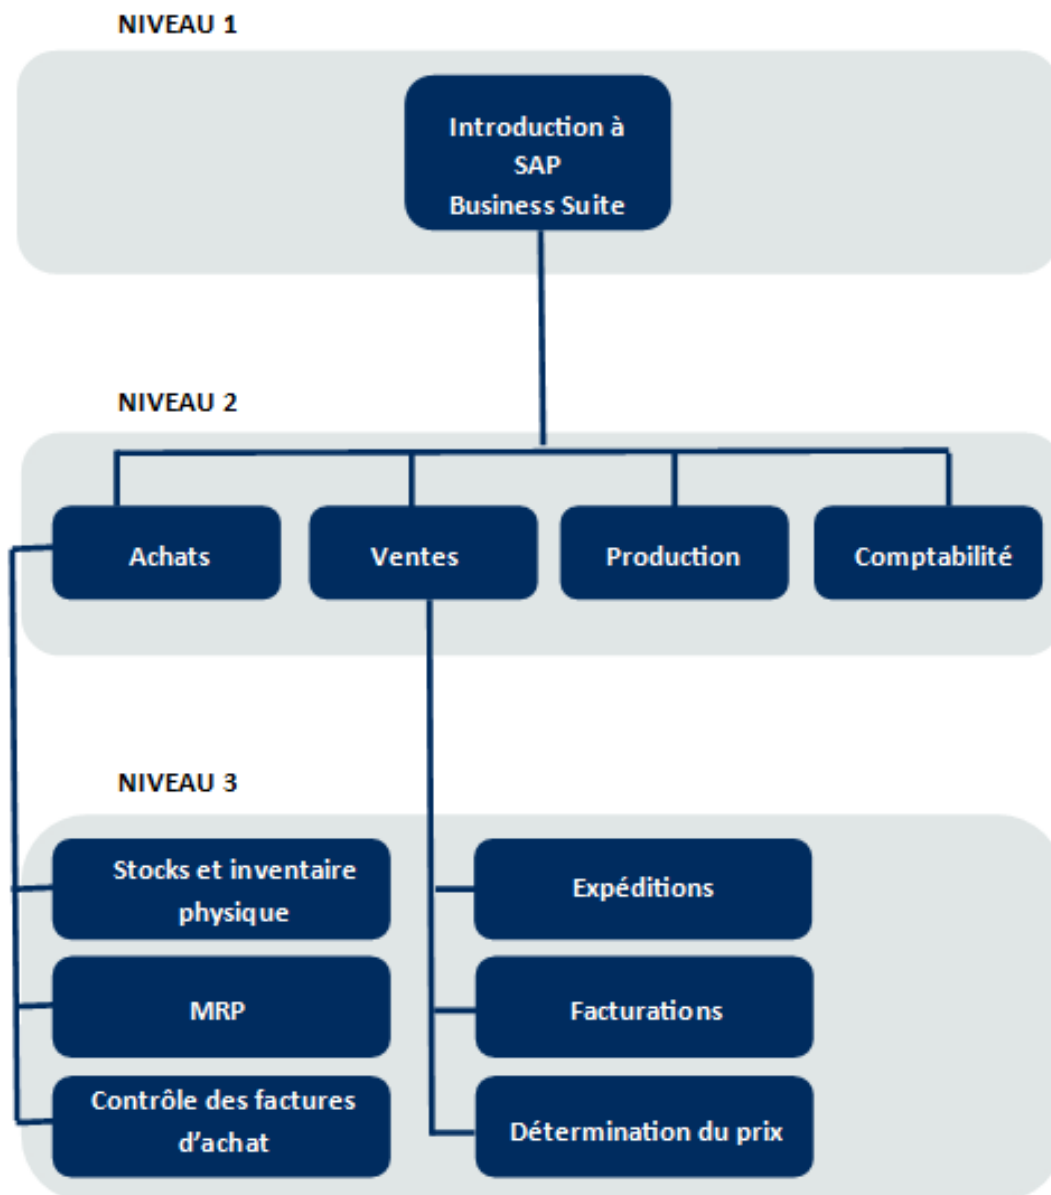 NIVEAU 1
Introduction à
SAP
Business Suite
NIVEAU 2
Achats
Ventes
Production
Comptabilité
NIVEAU 3
Stocks et inventaire
physique
Expéditions
MRP
Facturations
Contrôle des factures
d’achat
Détermination du prix